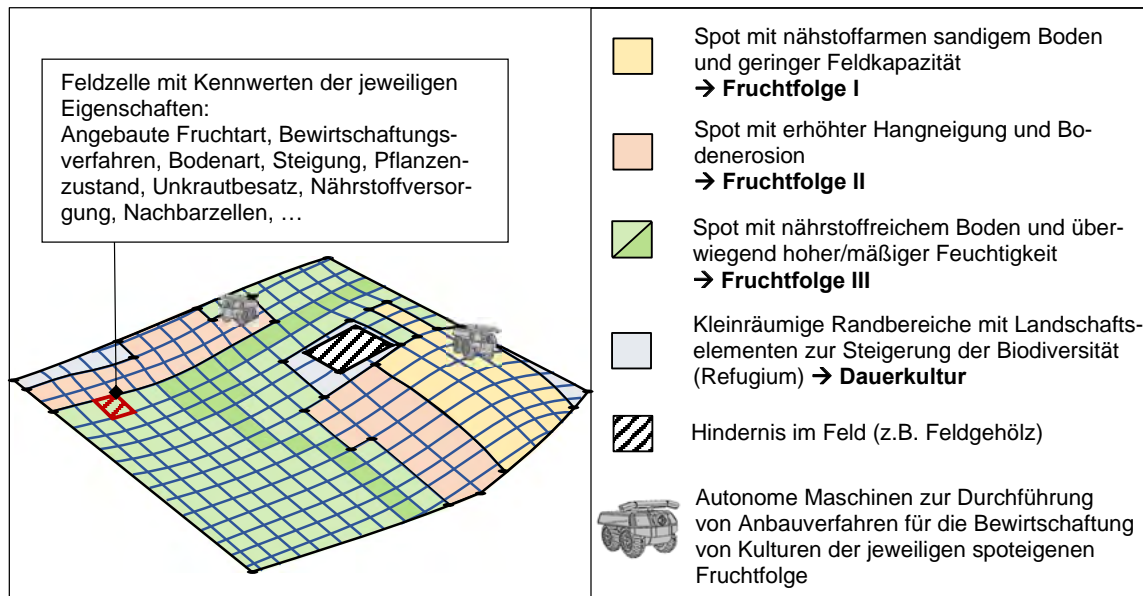 Feldzelle mit Kennwerten der jeweiligen
Eigenschaften:
Angebaute Fruchtart, Bewirtschaftungs-
verfahren, Bodenart, Steigung, Pflanzen-
zustand, Unkrautbesatz, Nährstoffversor-
gung, Nachbarzellen, …
Spot mit nähstoffarmen sandigem Boden
und geringer Feldkapazität
→ Fruchtfolge I
Spot mit erhöhter Hangneigung und Bo-
denerosion
→ Fruchtfolge II
Spot mit nährstoffreichem Boden und über-
wiegend hoher/mäßiger Feuchtigkeit
→ Fruchtfolge III
Kleinräumige Randbereiche mit Landschafts-
elementen zur Steigerung der Biodiversität
(Refugium) → Dauerkultur
Hindernis im Feld (z.B. Feldgehölz)
Autonome Maschinen zur Durchführung
von Anbauverfahren für die Bewirtschaftung
von Kulturen der jeweiligen spoteigenen
Fruchtfolge